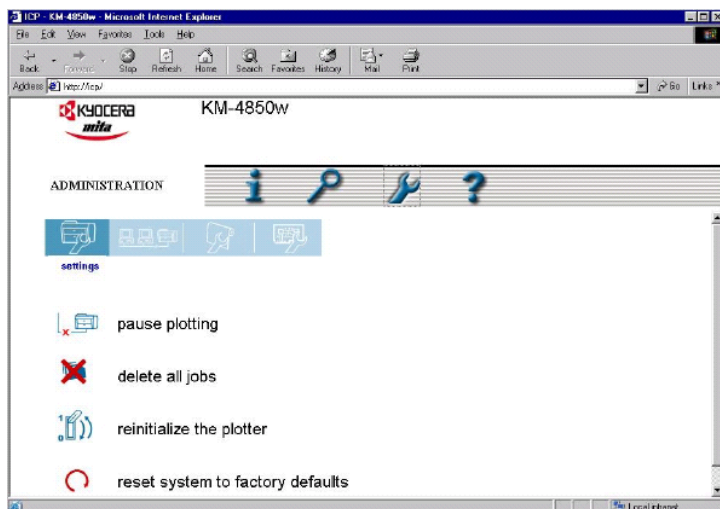 ICP - KM-4850w - Microsoft Internet Explorer
File Edit View Favorites Tools Help
Back Forward Stop Refresh Home Search Favorites History Mail Print
Address http://icp/ Go Links
KYOCERA
mita
KM-4850w
ADMINISTRATION
settings
pause plotting
delete all jobs
1
0
reinitialize the plotter
reset system to factory defaults
Local intranet